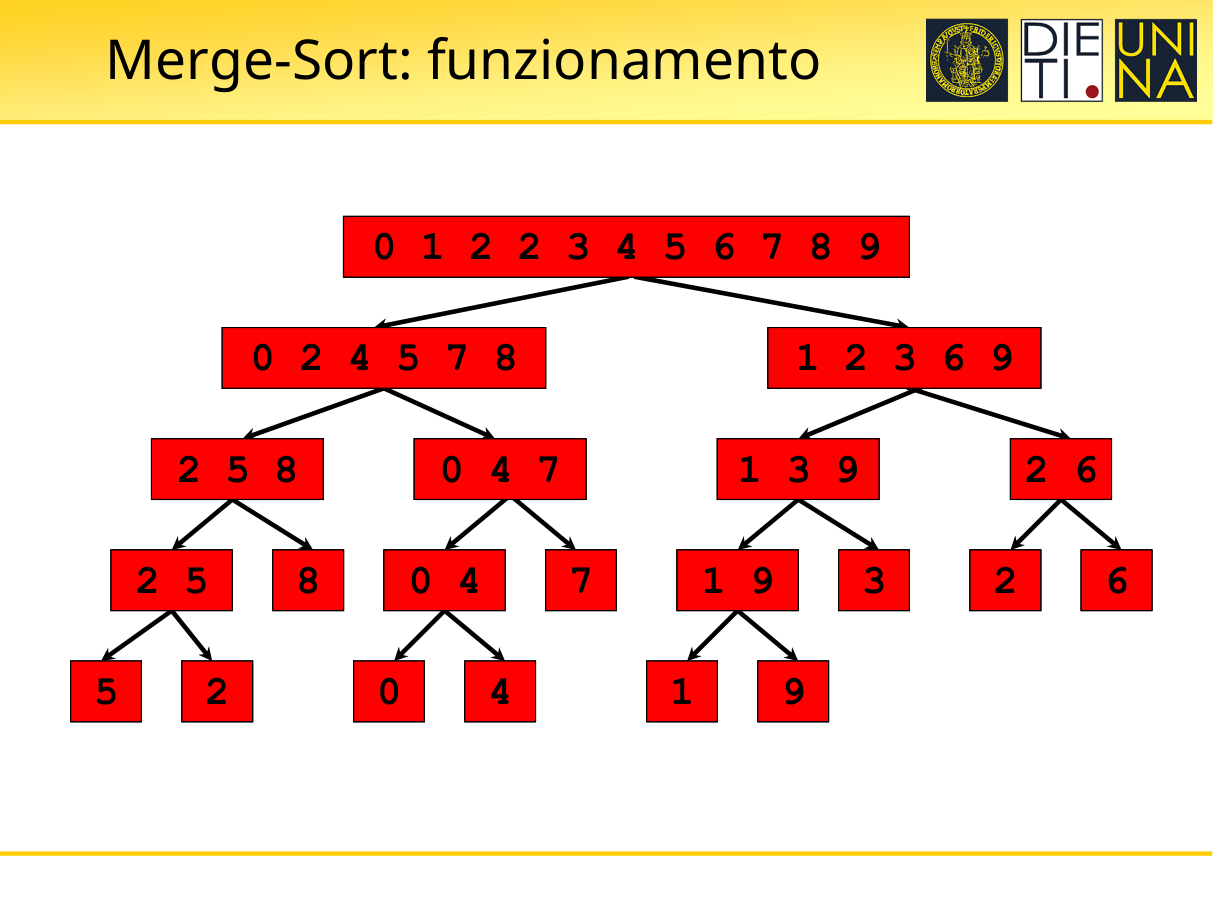 Merge-Sort: funzionamento
DIE
TI.
UNI
NA
0 1 2 2 3 4 5 6 7 8 9
0 2 4 5 7 8
1 2 3 6 9
2 5 8
0 4 7
1 3 9
2 6
2 5
8
0 4
7
1 9
3
2
6
5
2
0
4
1
9